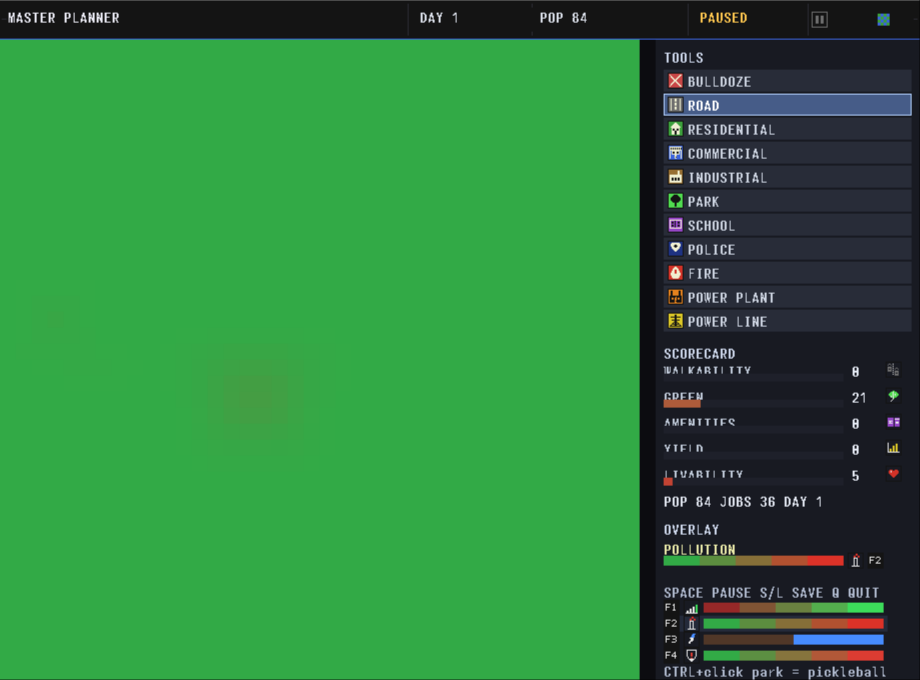 MASTER PLANNER
DAY 1
POP 84
PAUSED
TOOLS
BULLDOZE
ROAD
RESIDENTIAL
COMMERCIAL
INDUSTRIAL
PARK
SCHOOL
POLICE
FIRE
POWER PLANT
POWER LINE
SCORECARD
WALKABILITY 0
GREEN 21
AMENITIES 0
YIELD 0
LIVABILITY 5
POP 84 JOBS 36 DAY 1
OVERLAY
POLLUTION
F2
SPACE PAUSE S/L SAVE Q QUIT
F1
F2
F3
F4
CTRL+click park = pickleball